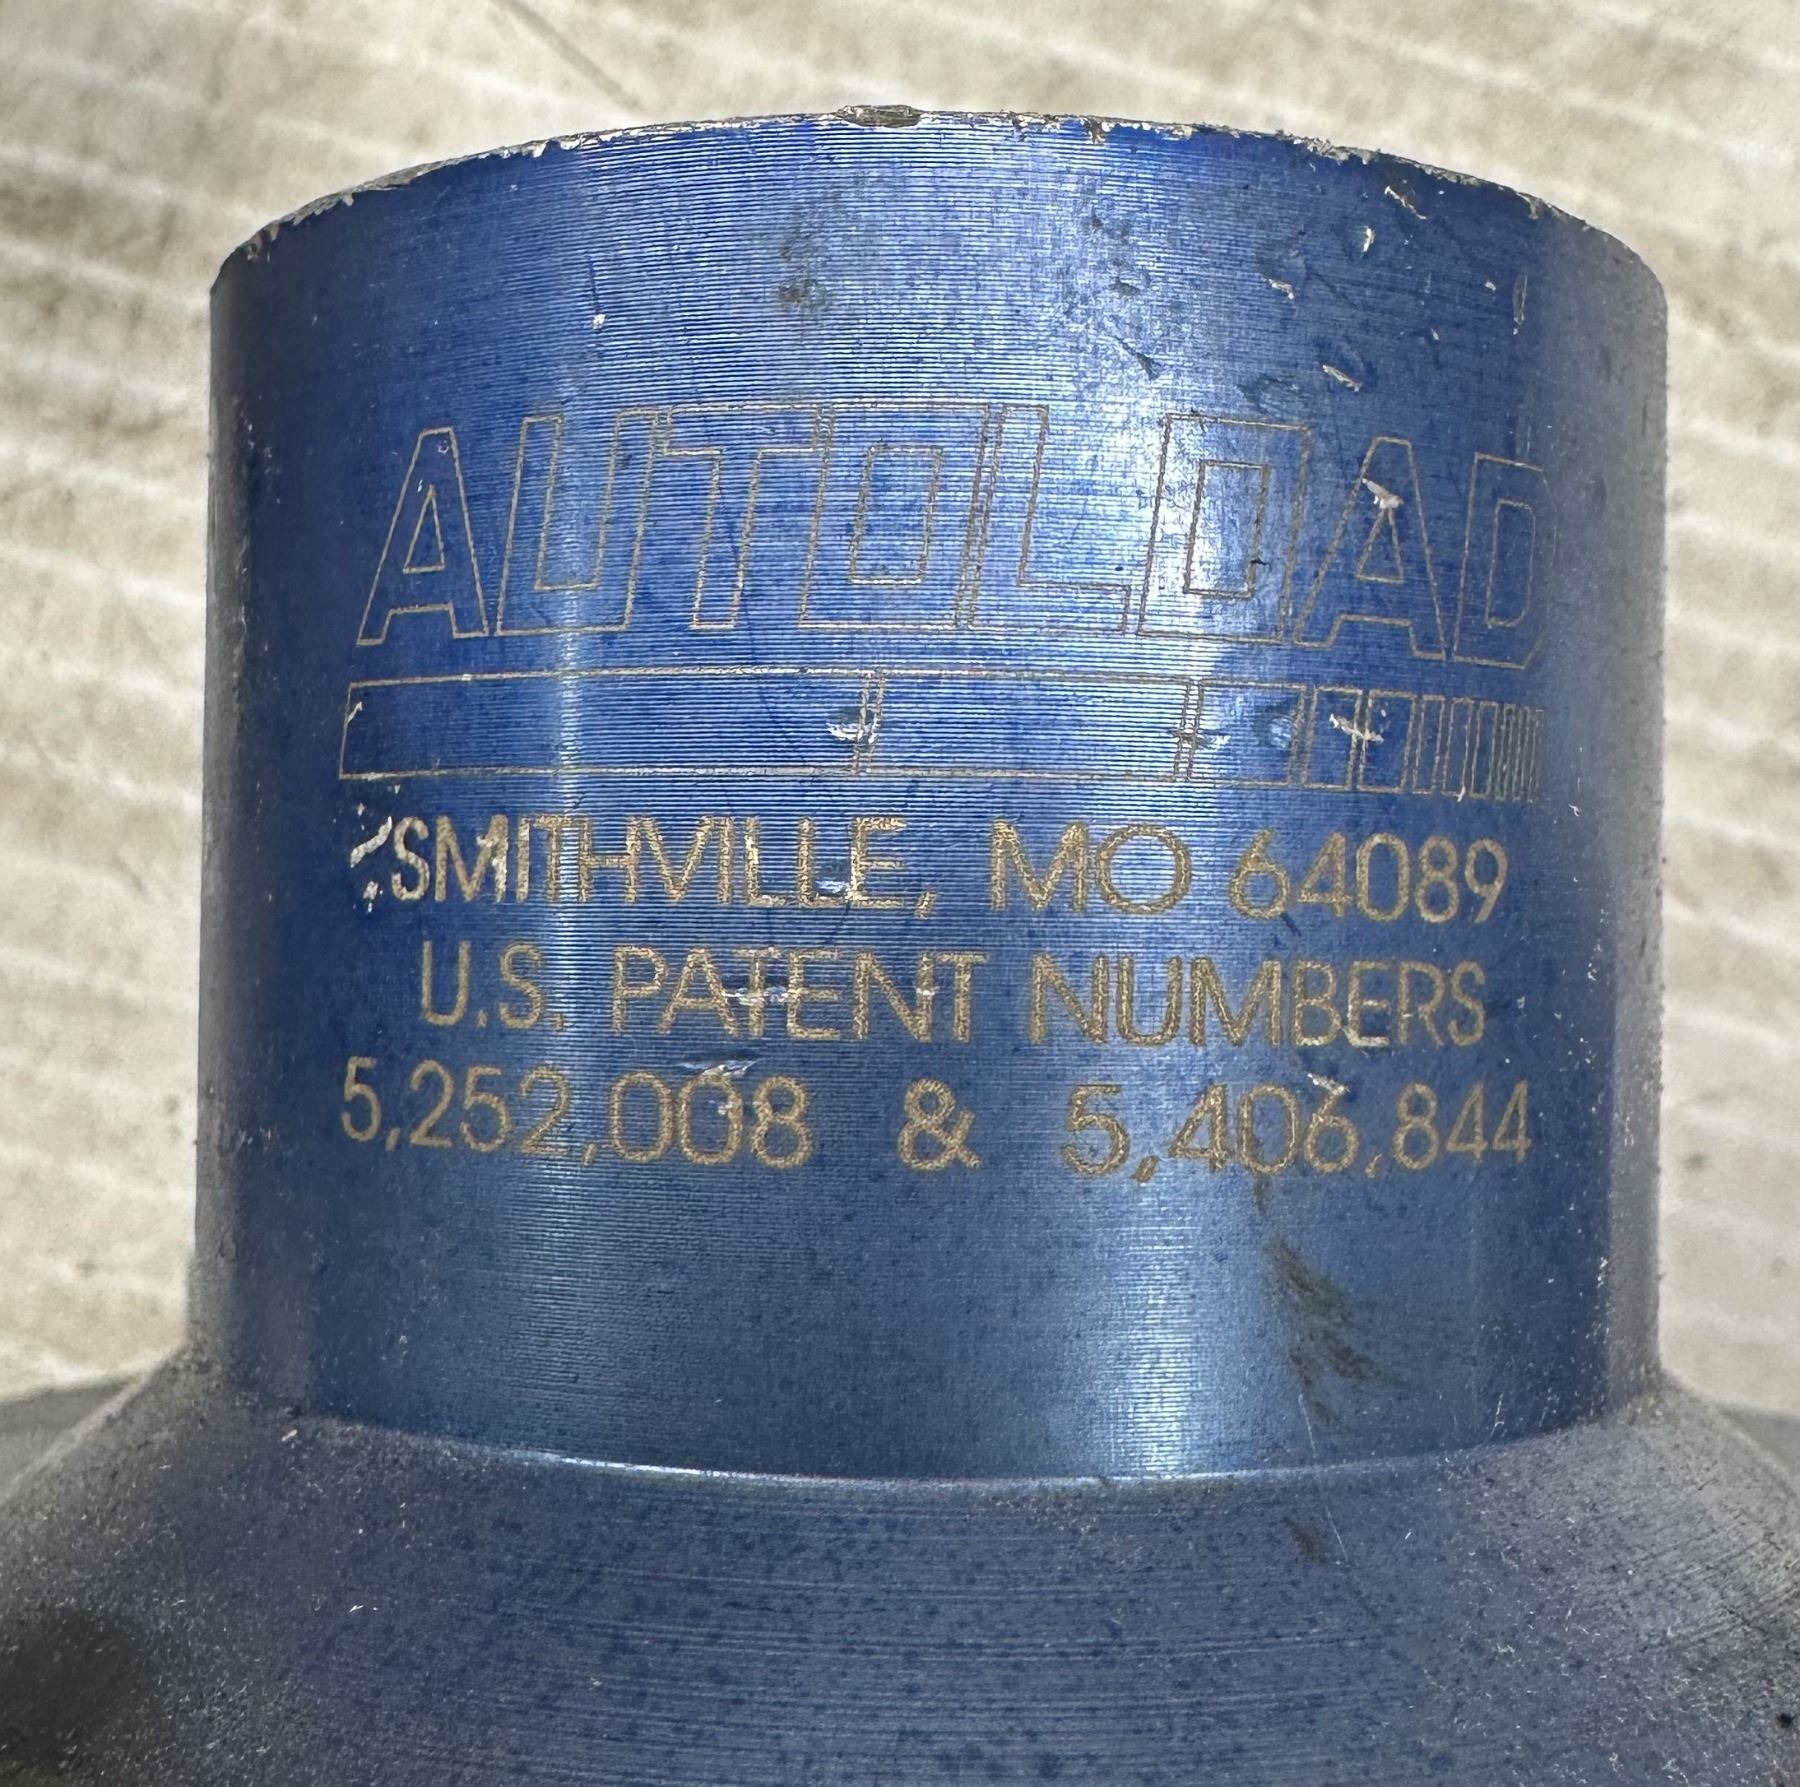 AUTOLOAD
SMITHVILLE, MO 64089
U.S. PATENT NUMBERS
5,252,008 & 5,406,844